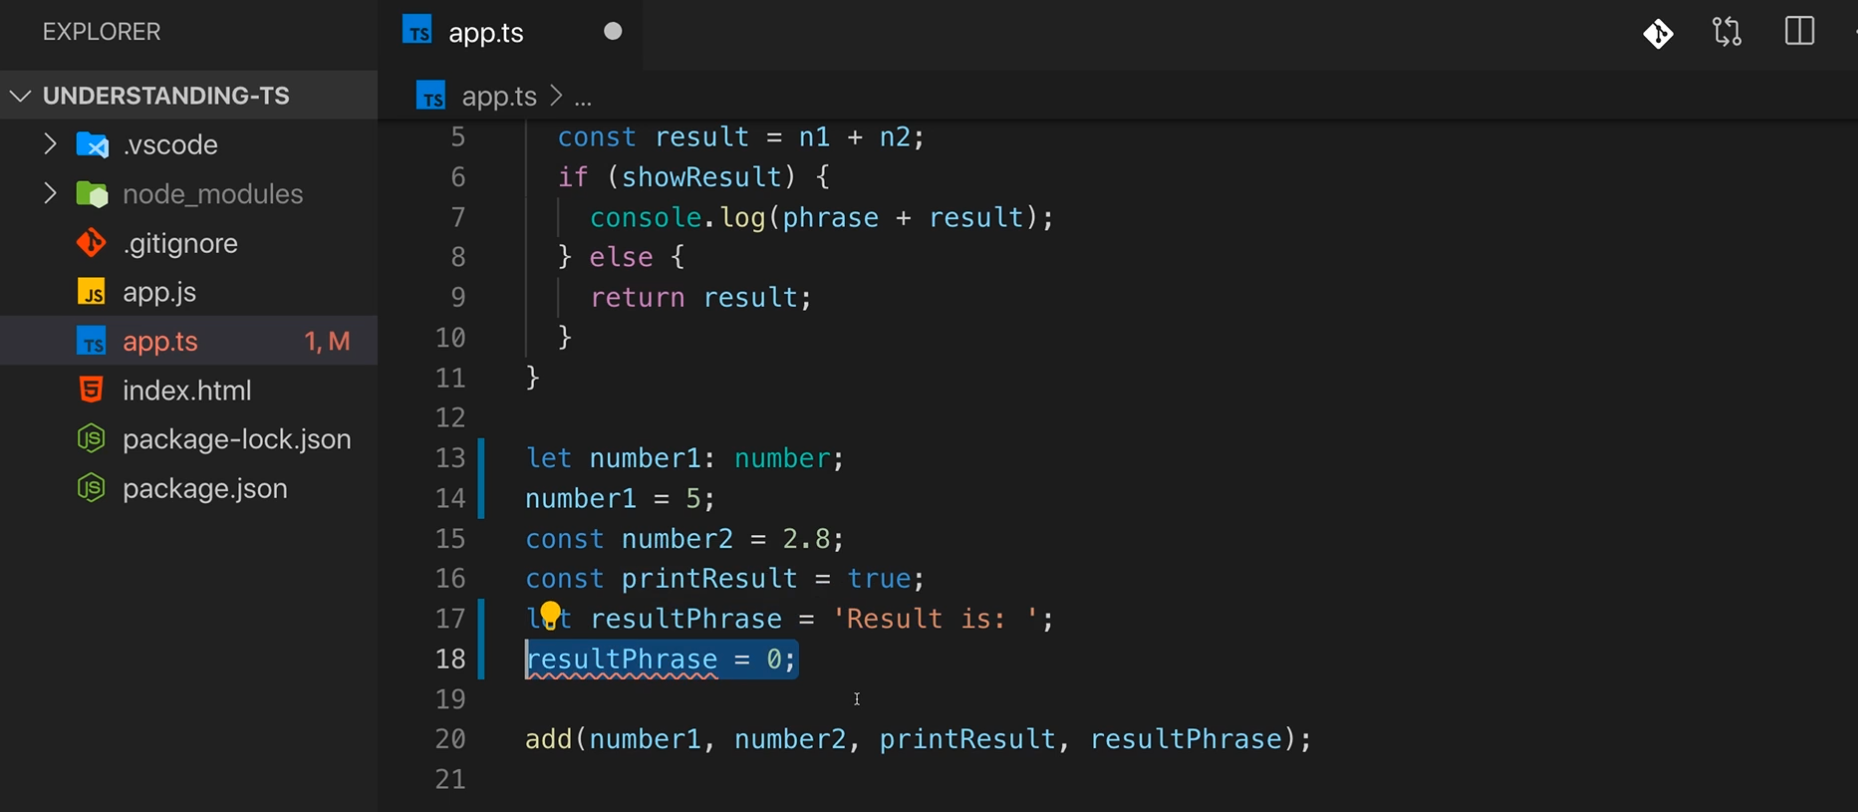 EXPLORER
UNDERSTANDING-TS
.vscode
node_modules
.gitignore
JS app.js
TS app.ts 1, M
index.html
package-lock.json
package.json
TS app.ts
TS app.ts > ...
5 const result = n1 + n2;
6 if (showResult) {
7 console.log(phrase + result);
8 } else {
9 return result;
10 }
11 }
12
13 let number1: number;
14 number1 = 5;
15 const number2 = 2.8;
16 const printResult = true;
17 let resultPhrase = 'Result is: ';
18 resultPhrase = 0;
19
20 add(number1, number2, printResult, resultPhrase);
21